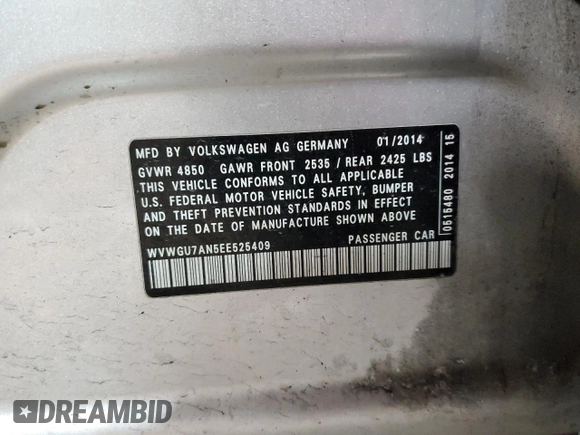 MFD BY VOLKSWAGEN AG GERMANY 01/2014
GVWR 4850 GAWR FRONT 2535 / REAR 2425 LBS
THIS VEHICLE CONFORMS TO ALL APPLICABLE
U.S. FEDERAL MOTOR VEHICLE SAFETY, BUMPER
AND THEFT PREVENTION STANDARDS IN EFFECT
ON THE DATE OF MANUFACTURE SHOWN ABOVE
WVWGU7AN5EE525409 PASSENGER CAR
0515480 2014 15
DREAMBID